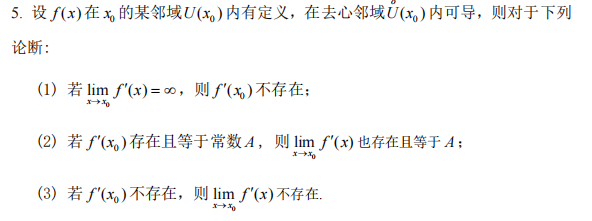 5. 设 f(x) 在 x₀ 的某邻域U(x₀) 内有定义，在去心邻域Ů(x₀) 内可导，则对于下列
论断：
(1) 若 lim_{x→x₀} f′(x)=∞，则 f′(x₀) 不存在；
(2) 若 f′(x₀) 存在且等于常数 A，则 lim_{x→x₀} f′(x) 也存在且等于 A；
(3) 若 f′(x₀) 不存在，则 lim_{x→x₀} f′(x) 不存在.